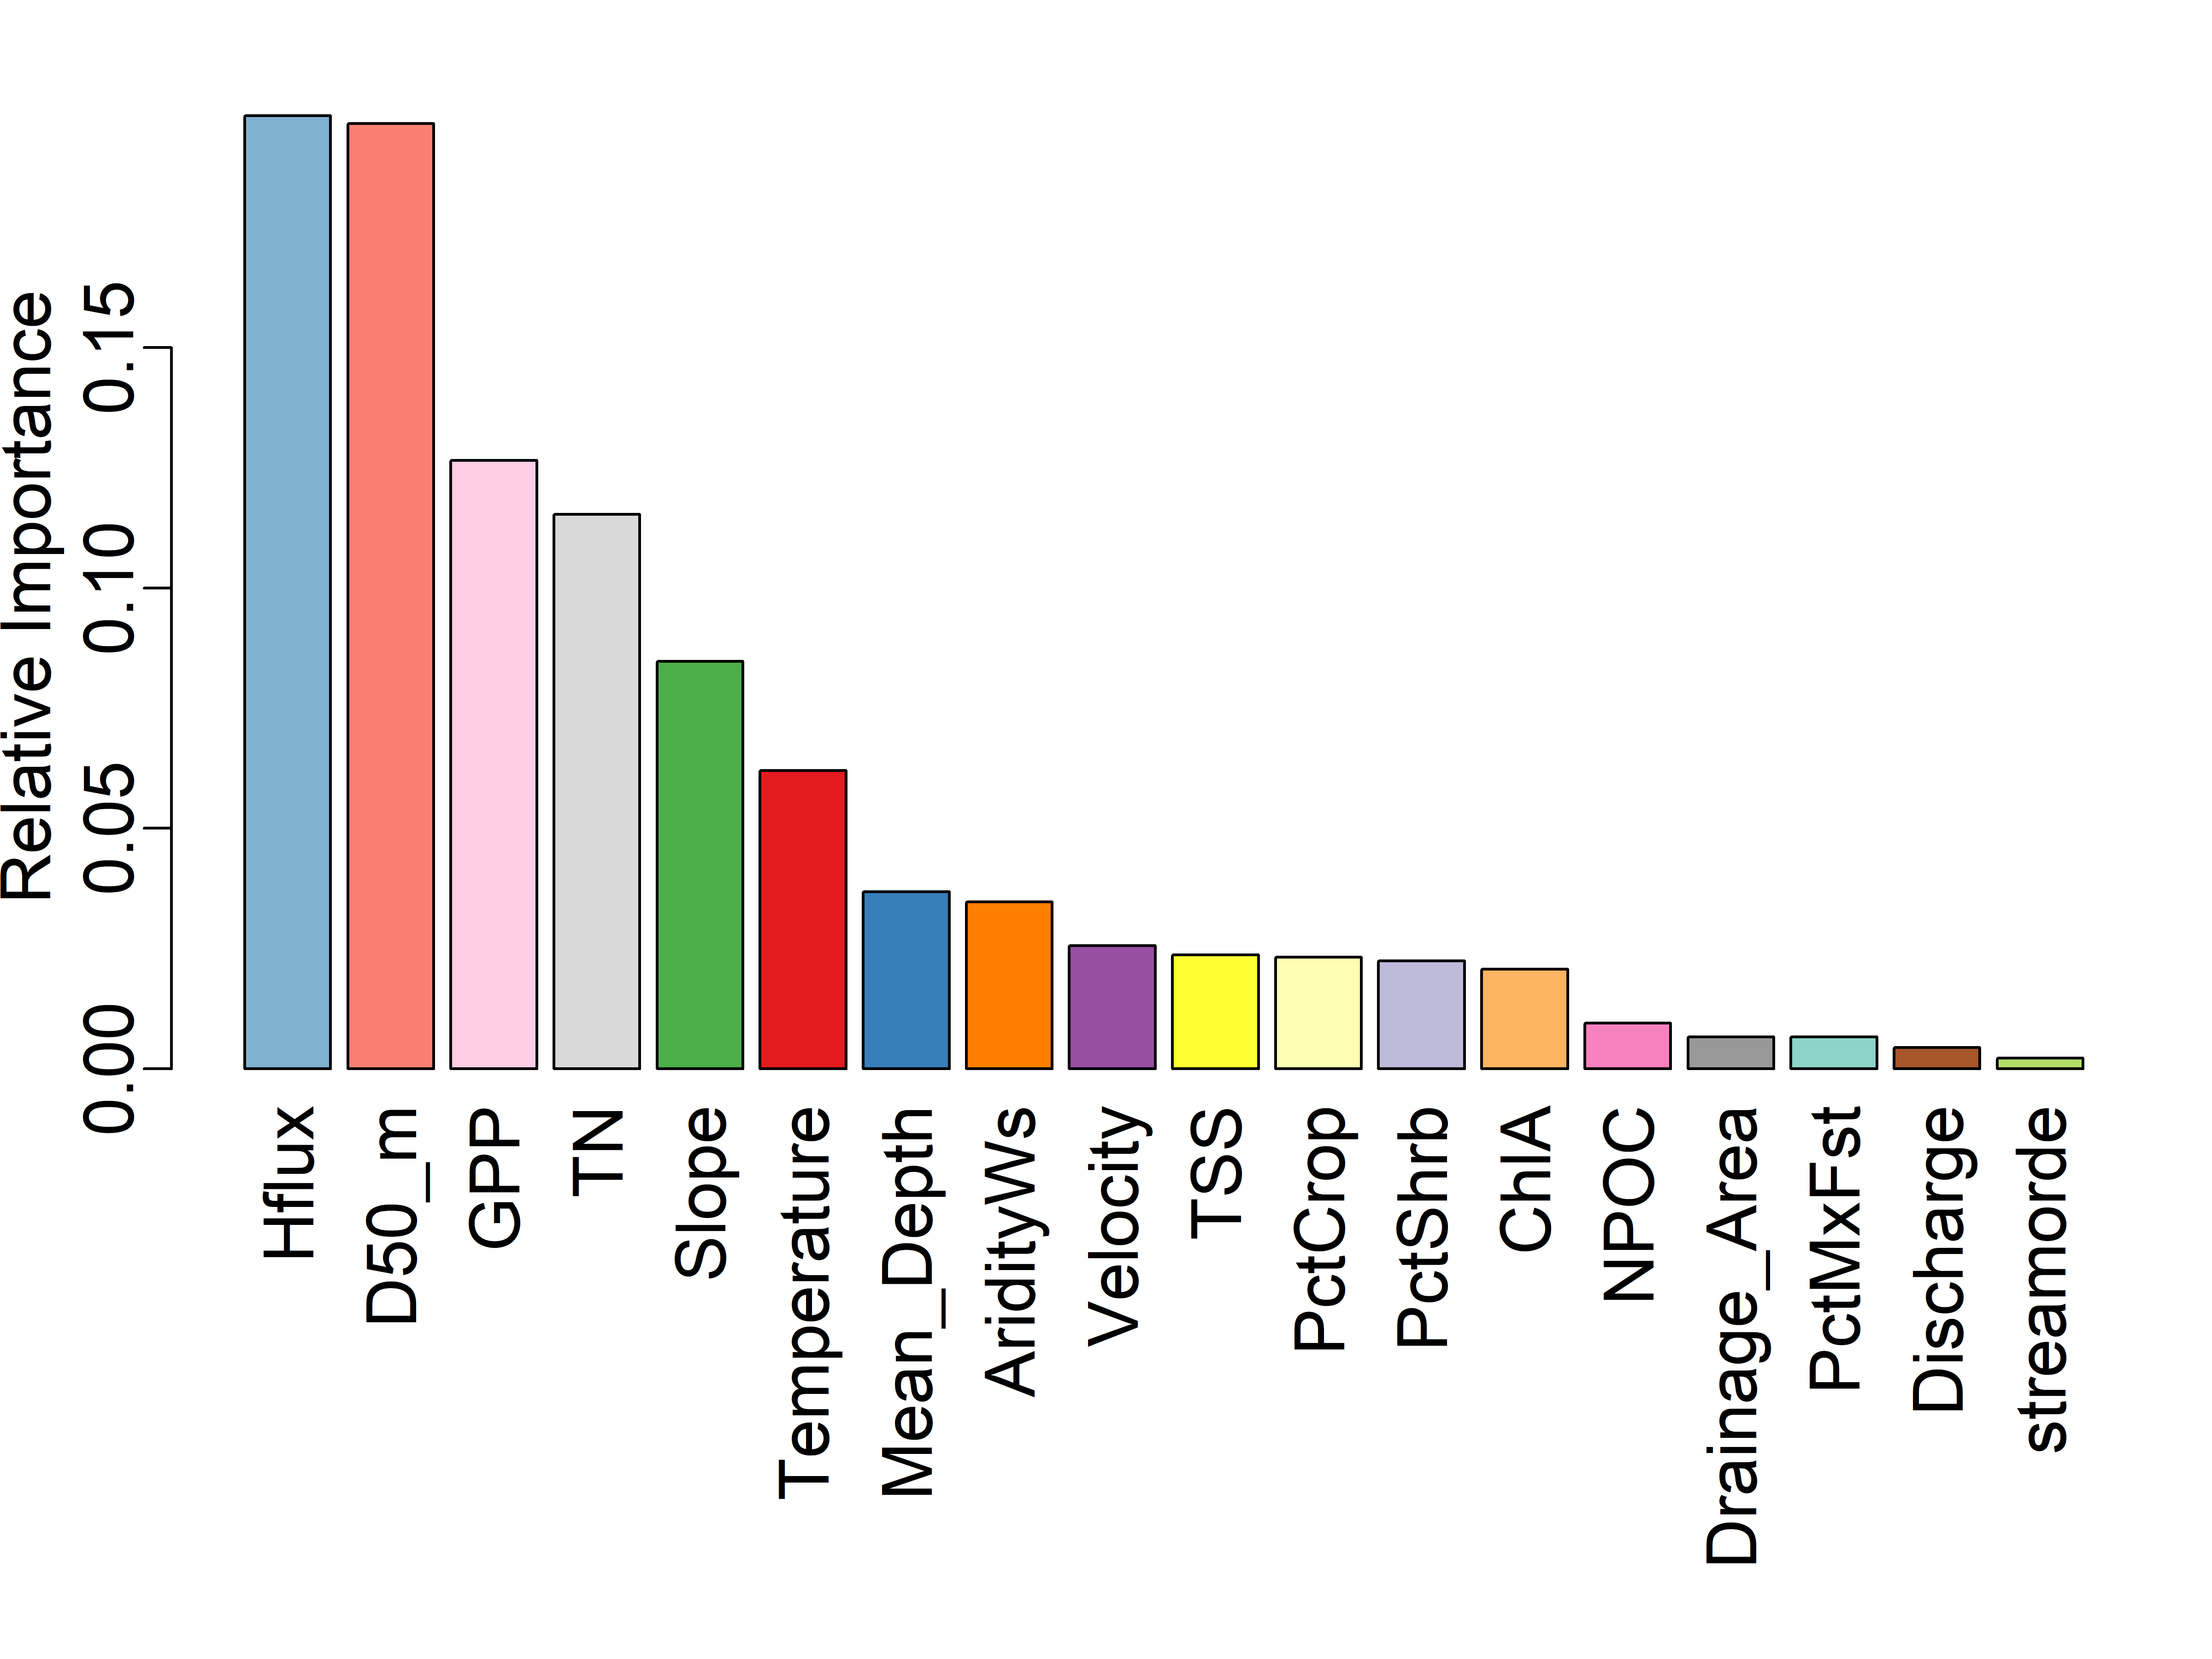 Relative Importance
0.15
0.10
0.05
0.00
Hflux
D50_m
GPP
TN
Slope
Temperature
Mean_Depth
AridityWs
Velocity
TSS
PctCrop
PctShrb
ChlA
NPOC
Drainage_Area
PctMxFst
Discharge
streamorde